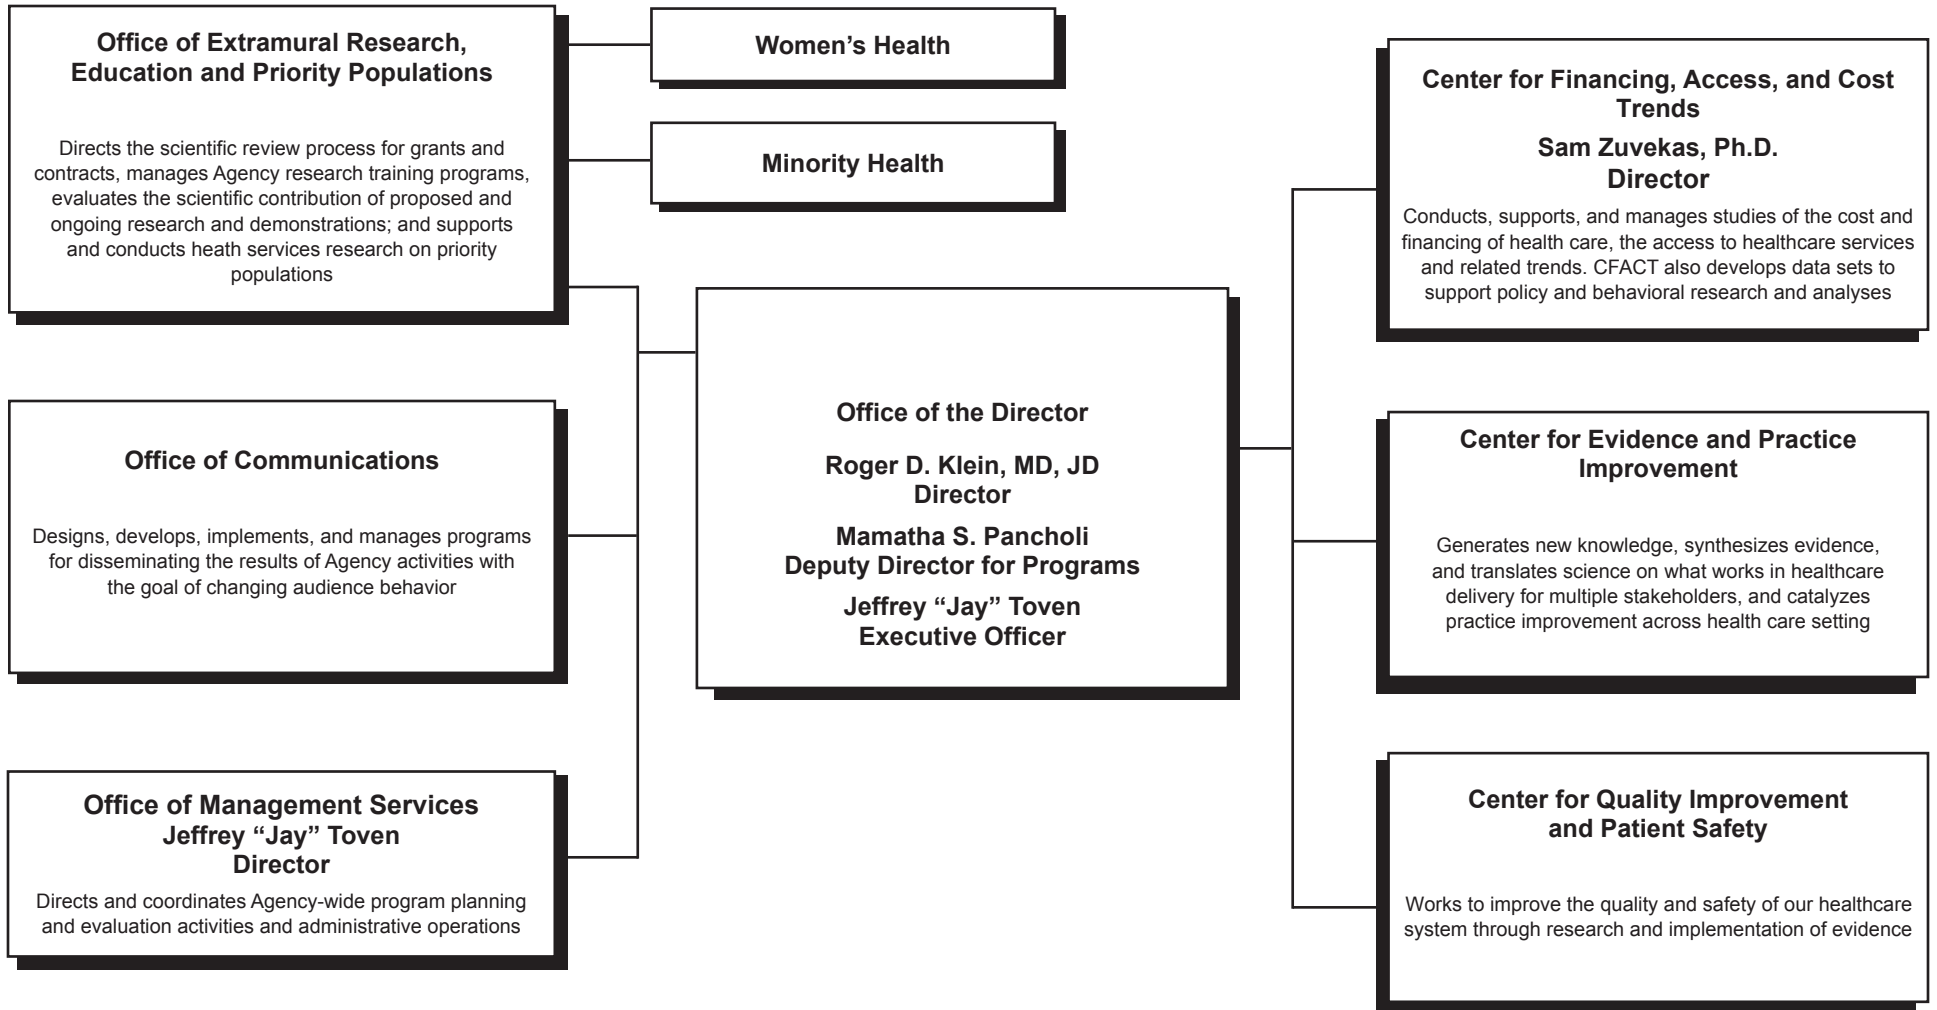 Office of Extramural Research,
Education and Priority Populations
Directs the scientific review process for grants and
contracts, manages Agency research training programs,
evaluates the scientific contribution of proposed and
ongoing research and demonstrations; and supports
and conducts heath services research on priority
populations
Women's Health
Minority Health
Office of Communications
Designs, develops, implements, and manages programs
for disseminating the results of Agency activities with
the goal of changing audience behavior
Office of Management Services
Jeffrey “Jay” Toven
Director
Directs and coordinates Agency-wide program planning
and evaluation activities and administrative operations
Office of the Director
Roger D. Klein, MD, JD
Director
Mamatha S. Pancholi
Deputy Director for Programs
Jeffrey “Jay” Toven
Executive Officer
Center for Financing, Access, and Cost
Trends
Sam Zuvekas, Ph.D.
Director
Conducts, supports, and manages studies of the cost and
financing of health care, the access to healthcare services
and related trends. CFACT also develops data sets to
support policy and behavioral research and analyses
Center for Evidence and Practice
Improvement
Generates new knowledge, synthesizes evidence,
and translates science on what works in healthcare
delivery for multiple stakeholders, and catalyzes
practice improvement across health care setting
Center for Quality Improvement
and Patient Safety
Works to improve the quality and safety of our healthcare
system through research and implementation of evidence